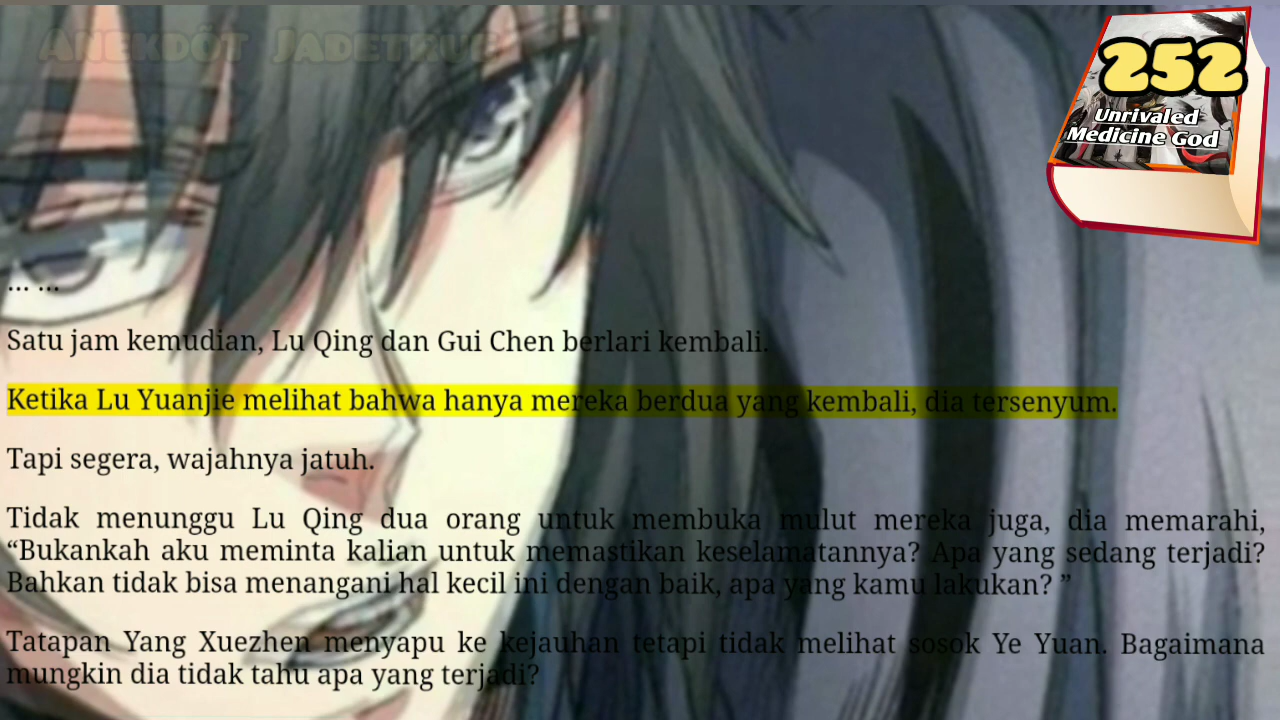 Anekdot Jadetrue
252
Unrivaled
Medicine God
... ...
Satu jam kemudian, Lu Qing dan Gui Chen berlari kembali.
Ketika Lu Yuanjie melihat bahwa hanya mereka berdua yang kembali, dia tersenyum.
Tapi segera, wajahnya jatuh.
Tidak menunggu Lu Qing dua orang untuk membuka mulut mereka juga, dia memarahi,
“Bukankah aku meminta kalian untuk memastikan keselamatannya? Apa yang sedang terjadi?
Bahkan tidak bisa menangani hal kecil ini dengan baik, apa yang kamu lakukan? ”
Tatapan Yang Xuezhen menyapu ke kejauhan tetapi tidak melihat sosok Ye Yuan. Bagaimana
mungkin dia tidak tahu apa yang terjadi?